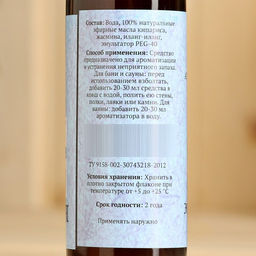 Состав: Вода, 100% натуральные
эфирные масла кипариса,
жасмина, иланг-иланг,
эмульгатор PEG-40
Способ применения: Средство
предназначено для ароматизации
и устранения неприятного запаха.
Для бани и сауны: перед
использованием взболтать,
добавить 20-30 мл средства в
ковш с водой, полить ею стены,
полки, лавки или камни. Для
ванны: добавить 20-30 мл
ароматизатора в воду.
ТУ 9158-002-30743218-2012
Условия хранения: Хранить в
плотно закрытом флаконе при
температуре от +5 до +25 °C
Срок годности: 2 года
Применять наружно